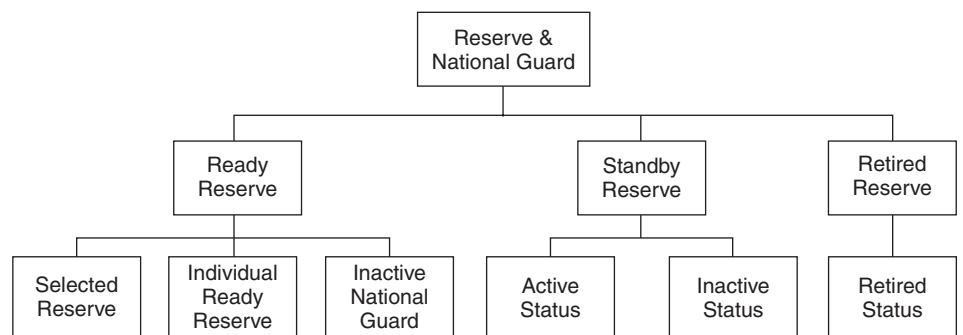 Reserve &
National Guard
Ready
Reserve
Standby
Reserve
Retired
Reserve
Selected
Reserve
Individual
Ready
Reserve
Inactive
National
Guard
Active
Status
Inactive
Status
Retired
Status